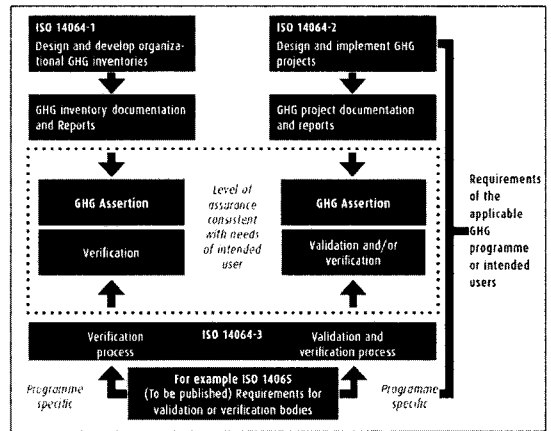 ISO 14064-1
Design and develop organiza-
tional GHG inventories
ISO 14064-2
Design and implement GHG
projects
GHG inventory documentation
and Reports
GHG project documentation
and reports
GHG Assertion
Verification
Level of
assurance
consistent
with needs
of intended
user
GHG Assertion
Validation and/or
verification
Requirements
of the
applicable
GHG
programme
or intended
users
Verification
process
ISO 14064-3
Validation and
verification process
Programme
specific
For example ISO 14065
(To be published) Requirements for
validation or verification bodies
Programme
specific